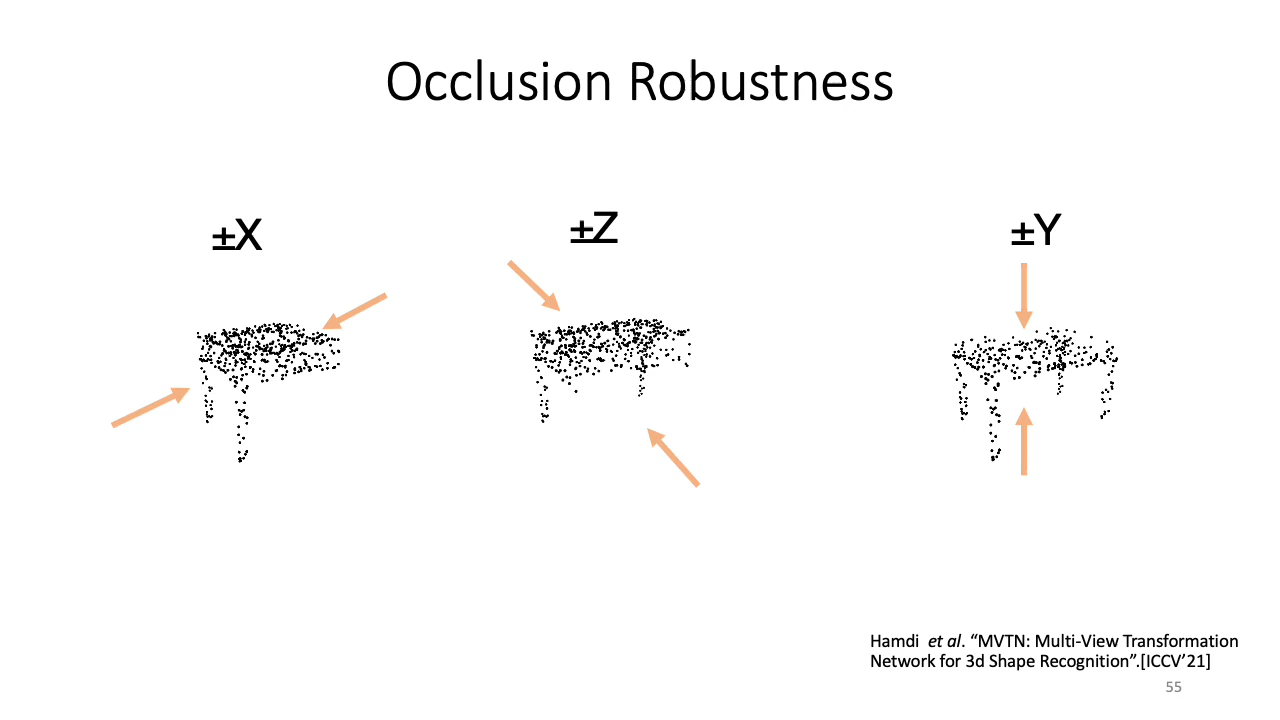 Occlusion Robustness
±X
±Z
±Y
Hamdi et al. “MVTN: Multi-View Transformation
Network for 3d Shape Recognition”.[ICCV’21]
55